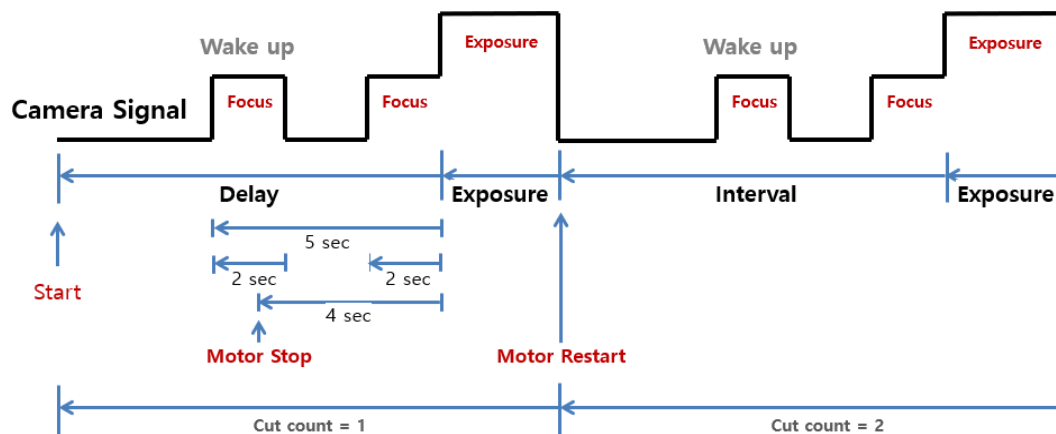 Wake up
Exposure
Wake up
Exposure
Camera Signal
Focus
Focus
Focus
Focus
Delay
Exposure
Interval
Exposure
5 sec
2 sec
2 sec
Start
4 sec
Motor Stop
Motor Restart
Cut count = 1
Cut count = 2